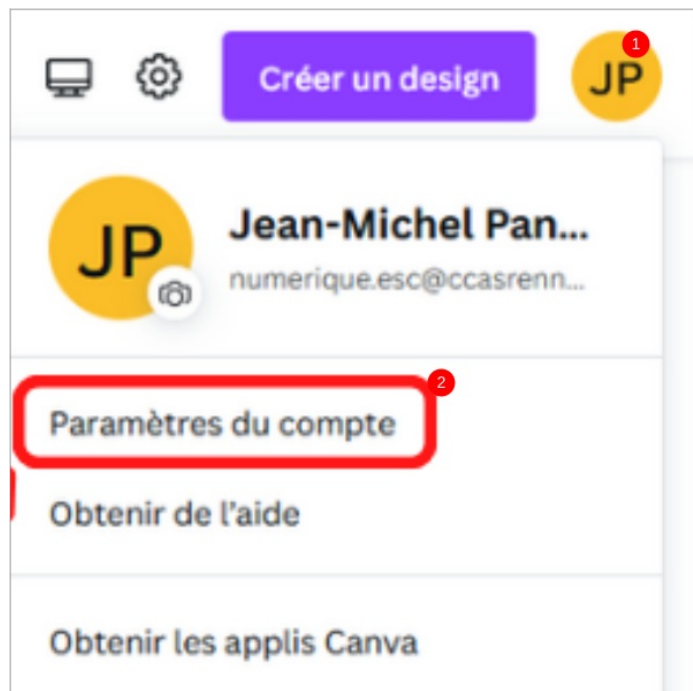 Créer un design
JP
1
JP
Jean-Michel Pan...
numerique.esc@ccasrenn...
2
Paramètres du compte
Obtenir de l’aide
Obtenir les applis Canva